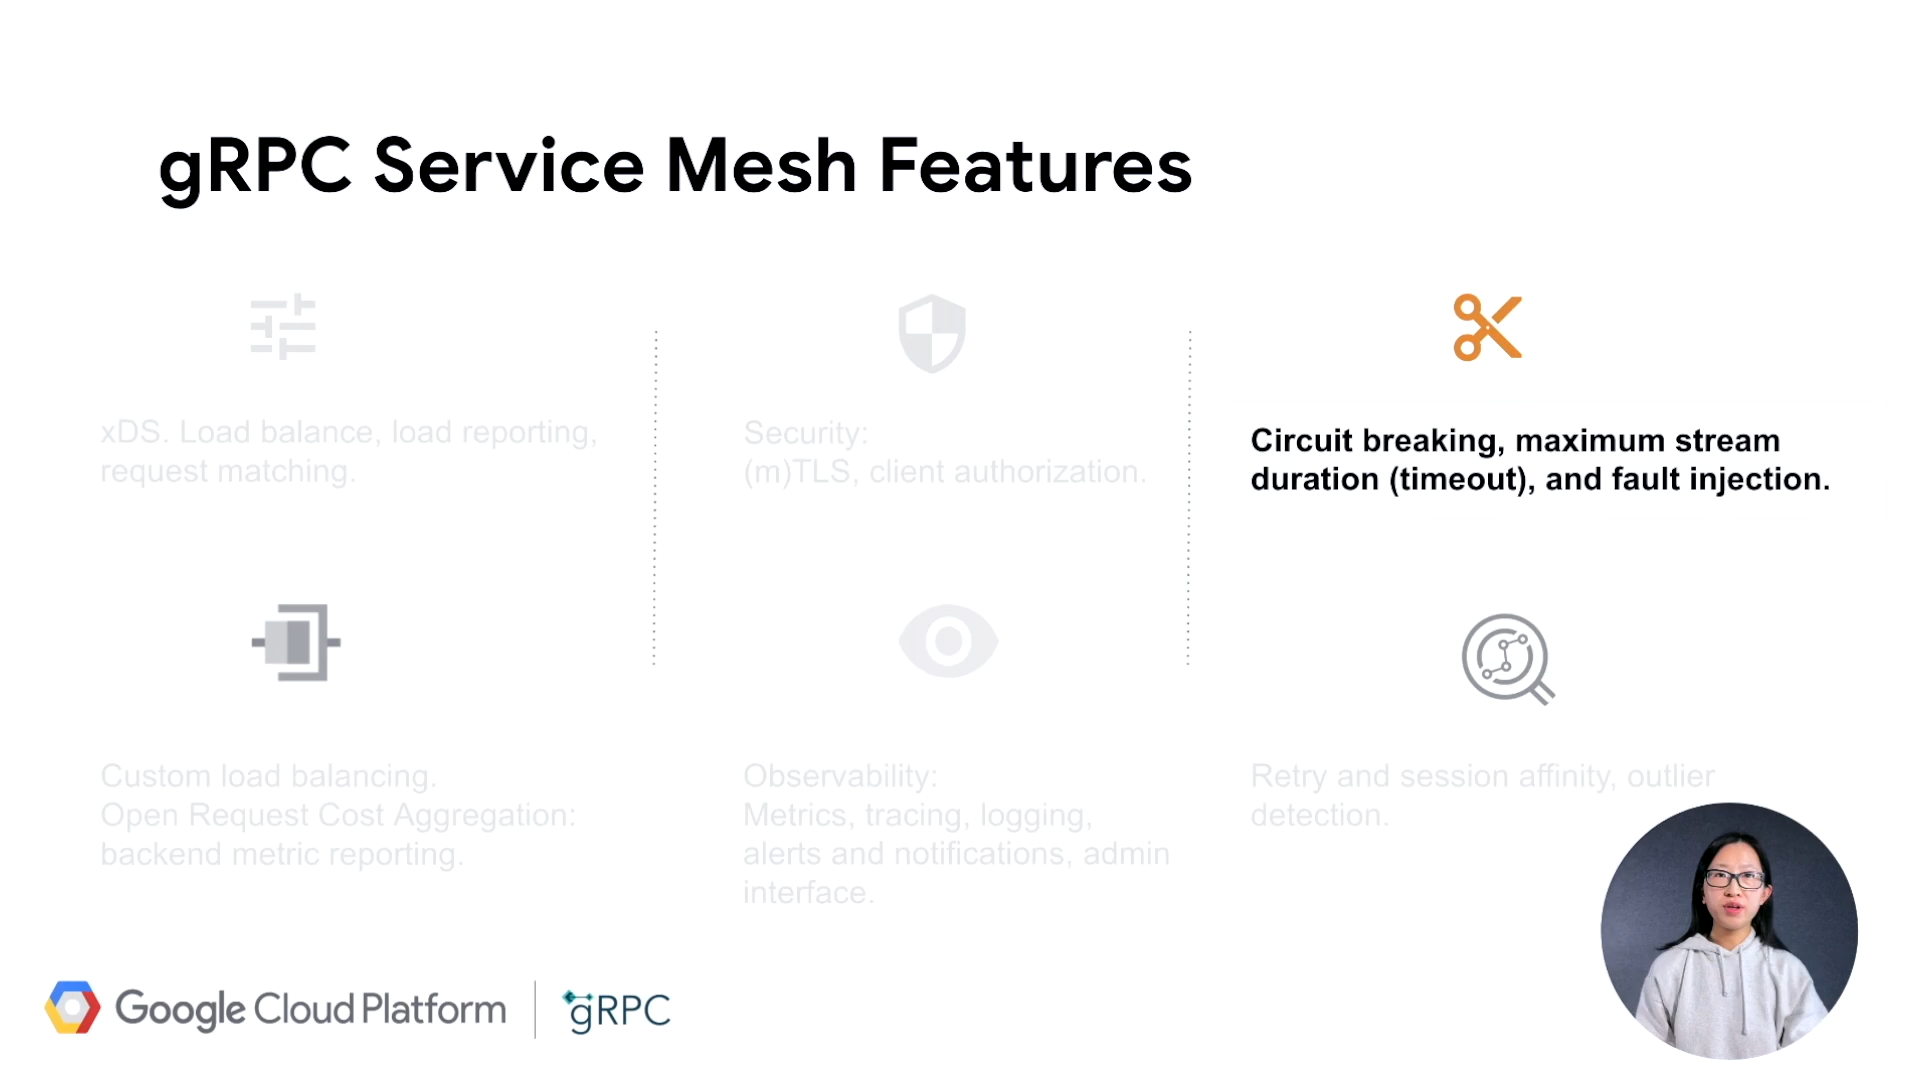 gRPC Service Mesh Features
xDS. Load balance, load reporting,
request matching.
Security:
(m)TLS, client authorization.
Circuit breaking, maximum stream
duration (timeout), and fault injection.
Custom load balancing.
Open Request Cost Aggregation:
backend metric reporting.
Observability:
Metrics, tracing, logging,
alerts and notifications, admin
interface.
Retry and session affinity, outlier
detection.
Google Cloud Platform
gRPC